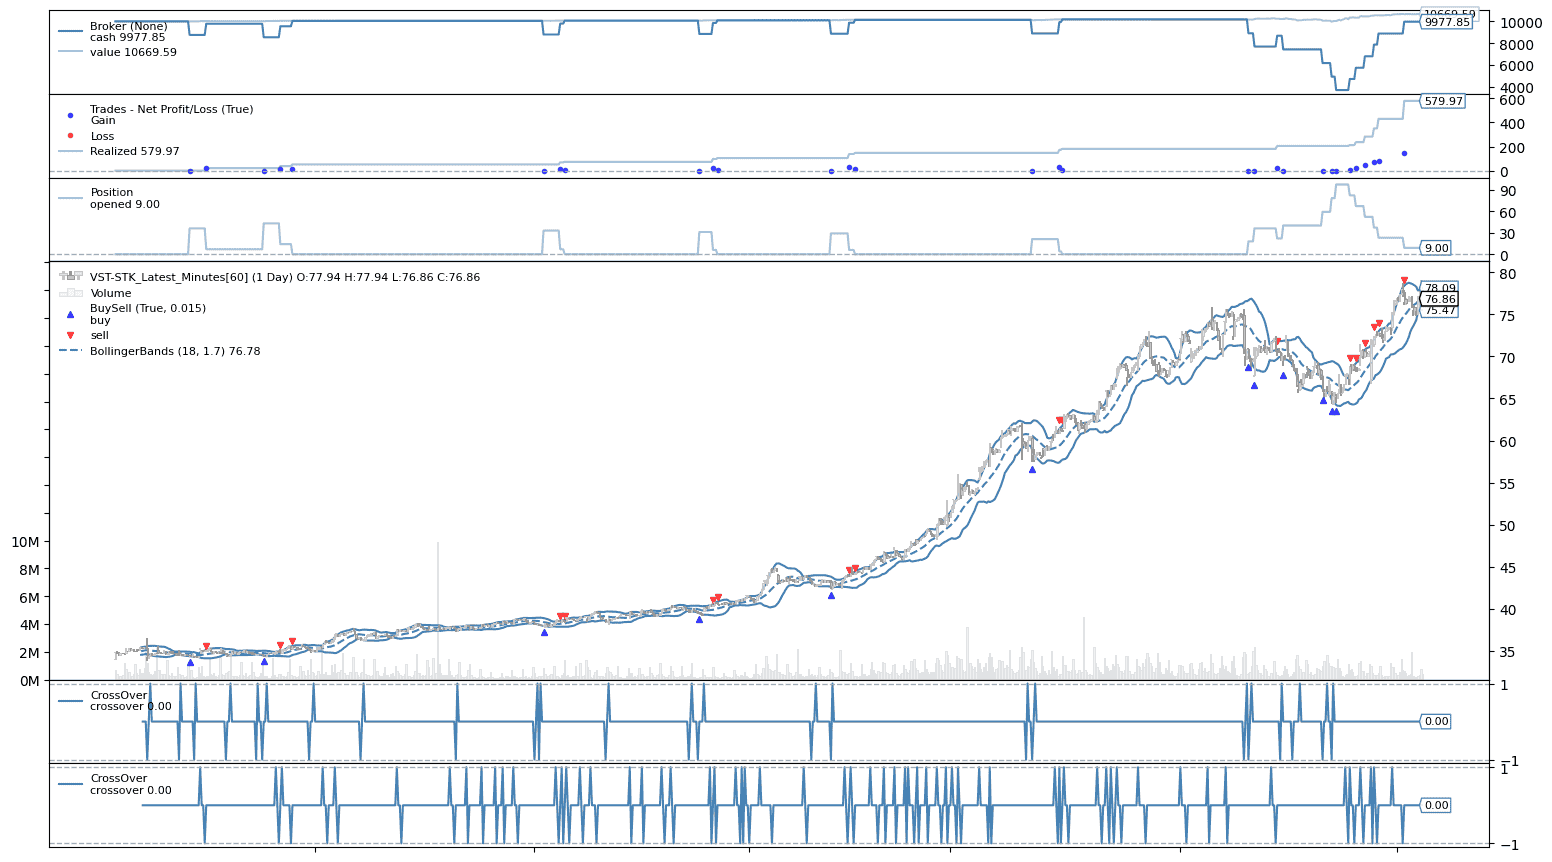 Broker (None)
cash 9977.85
value 10669.59
10669.59
9977.85
10000
8000
6000
4000
Trades - Net Profit/Loss (True)
Gain
Loss
Realized 579.97
579.97
600
400
200
0
Position
opened 9.00
9.00
90
60
30
0
VST-STK_Latest_Minutes[60] (1 Day) O:77.94 H:77.94 L:76.86 C:76.86
Volume
BuySell (True, 0.015)
buy
sell
BollingerBands (18, 1.7) 76.78
78.09
76.86
75.47
80
75
70
65
60
55
50
45
40
35
10M
8M
6M
4M
2M
0M
CrossOver
crossover 0.00
0.00
1
−1
CrossOver
crossover 0.00
0.00
1
−1